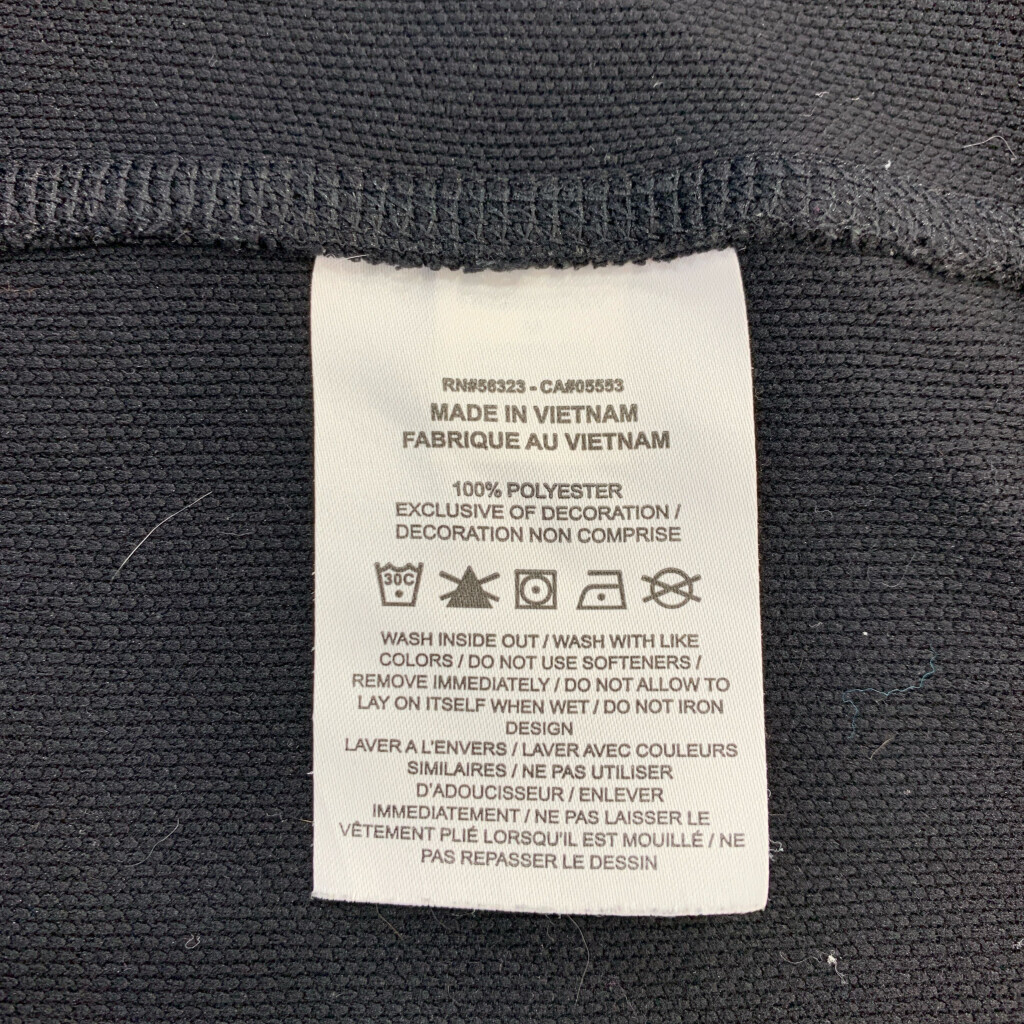 RN#56323 - CA#05553
MADE IN VIETNAM
FABRIQUE AU VIETNAM
100% POLYESTER
EXCLUSIVE OF DECORATION /
DECORATION NON COMPRISE
30C
WASH INSIDE OUT / WASH WITH LIKE
COLORS / DO NOT USE SOFTENERS /
REMOVE IMMEDIATELY / DO NOT ALLOW TO
LAY ON ITSELF WHEN WET / DO NOT IRON
DESIGN
LAVER A L'ENVERS / LAVER AVEC COULEURS
SIMILAIRES / NE PAS UTILISER
D'ADOUCISSEUR / ENLEVER
IMMEDIATEMENT / NE PAS LAISSER LE
VÊTEMENT PLIÉ LORSQU'IL EST MOUILLÉ / NE
PAS REPASSER LE DESSIN